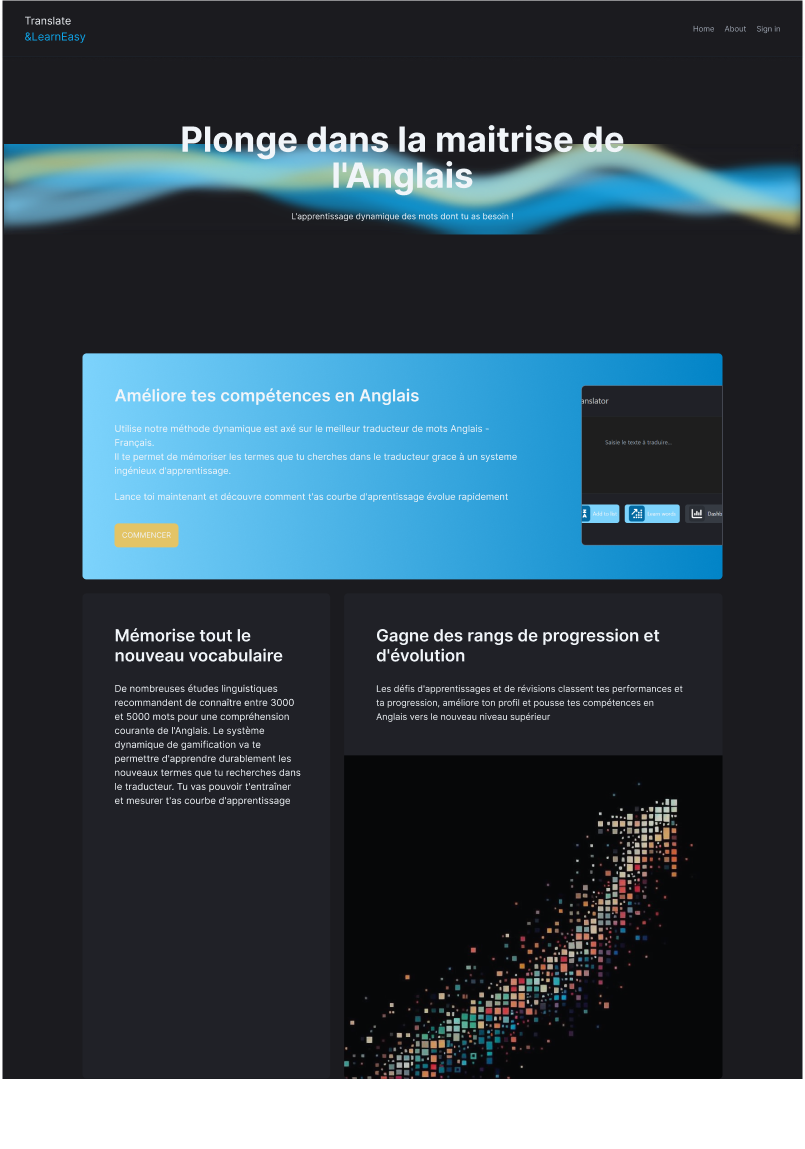 Translate
&LearnEasy
Home About Sign in
Plonge dans la maitrise de
l'Anglais
L'apprentissage dynamique des mots dont tu as besoin !
Améliore tes compétences en Anglais
Utilise notre méthode dynamique est axé sur le meilleur traducteur de mots Anglais -
Français.
Il te permet de mémoriser les termes que tu cherches dans le traducteur grace à un systeme
ingénieux d'apprentissage.
Lance toi maintenant et découvre comment t'as courbe d'aprentissage évolue rapidement
COMMENCER
anslator
Saisie le texte à traduire...
Add to list
Learn words
Dashb
Mémorise tout le
nouveau vocabulaire
De nombreuses études linguistiques
recommandent de connaître entre 3000
et 5000 mots pour une compréhension
courante de l'Anglais. Le système
dynamique de gamification va te
permettre d'apprendre durablement les
nouveaux termes que tu recherches dans
le traducteur. Tu vas pouvoir t'entraîner
et mesurer t'as courbe d'apprentissage
Gagne des rangs de progression et
d'évolution
Les défis d'apprentissages et de révisions classent tes performances et
ta progression, améliore ton profil et pousse tes compétences en
Anglais vers le nouveau niveau supérieur